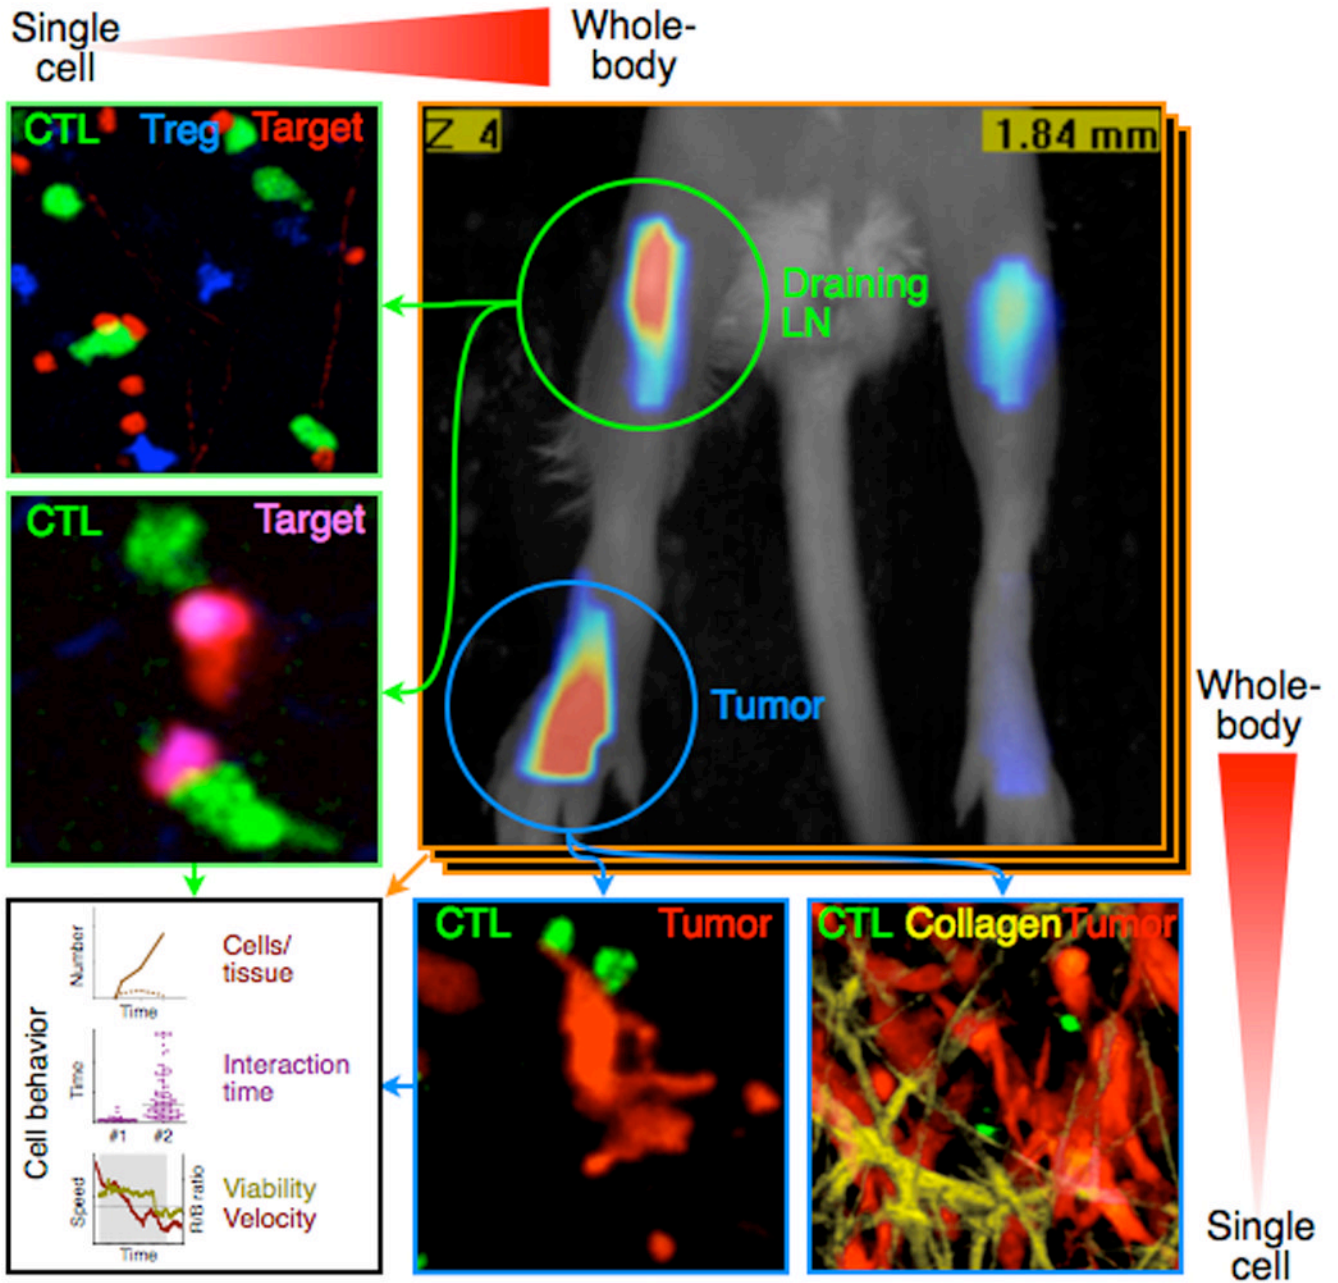 Single
cell
Whole-
body
CTL Treg Target
Z 4
1.84 mm
Draining
LN
CTL Target
Tumor
Whole-
body
Single
cell
CTL Tumor
CTL Collagen Tumor
Cell behavior
Number
Time
Cells/
tissue
Time
#1 #2
Interaction
time
Speed
R/B ratio
Time
Viability
Velocity